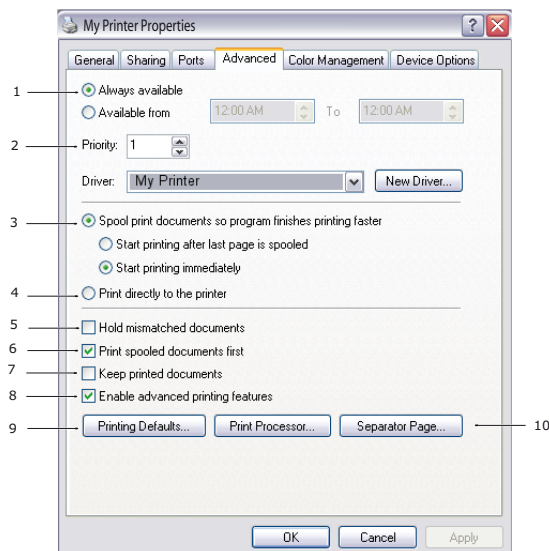 My Printer Properties
General Sharing Ports Advanced Color Management Device Options
1 Always available
Available from 12:00 AM To 12:00 AM
2 Priority: 1
Driver: My Printer New Driver...
3 Spool print documents so program finishes printing faster
Start printing after last page is spooled
Start printing immediately
4 Print directly to the printer
5 Hold mismatched documents
6 Print spooled documents first
7 Keep printed documents
8 Enable advanced printing features
9 Printing Defaults... Print Processor... Separator Page... 10
OK Cancel Apply